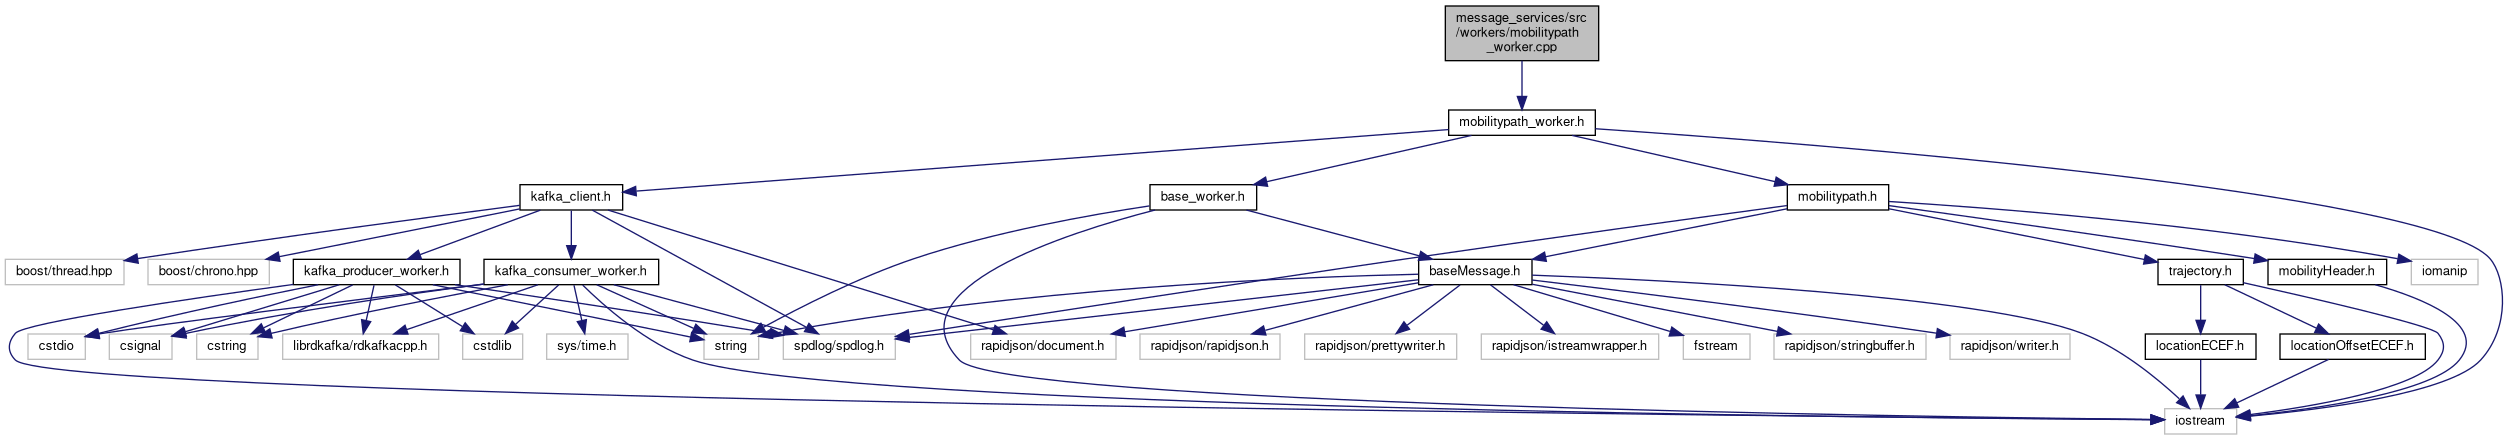 message_services/src
/workers/mobilitypath
_worker.cpp
mobilitypath_worker.h
kafka_client.h
base_worker.h
mobilitypath.h
boost/thread.hpp
boost/chrono.hpp
kafka_producer_worker.h
kafka_consumer_worker.h
baseMessage.h
trajectory.h
mobilityHeader.h
iomanip
cstdio
csignal
cstring
librdkafka/rdkafkacpp.h
cstdlib
sys/time.h
string
spdlog/spdlog.h
rapidjson/document.h
rapidjson/rapidjson.h
rapidjson/prettywriter.h
rapidjson/istreamwrapper.h
fstream
rapidjson/stringbuffer.h
rapidjson/writer.h
locationECEF.h
locationOffsetECEF.h
iostream